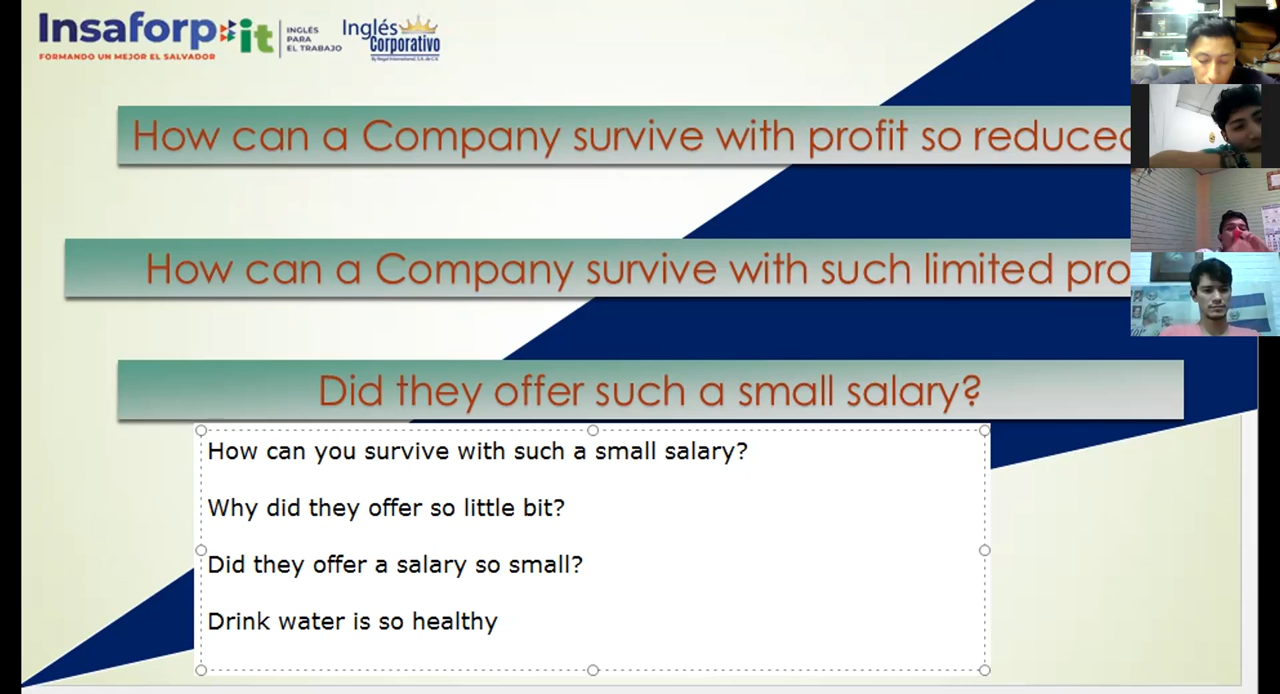 Insaforp it
FORMANDO UN MEJOR EL SALVADOR
INGLÉS
PARA
EL TRABAJO
Inglés
Corporativo
How can a Company survive with profit so reduced
How can a Company survive with such limited pro
Did they offer such a small salary?
How can you survive with such a small salary?
Why did they offer so little bit?
Did they offer a salary so small?
Drink water is so healthy